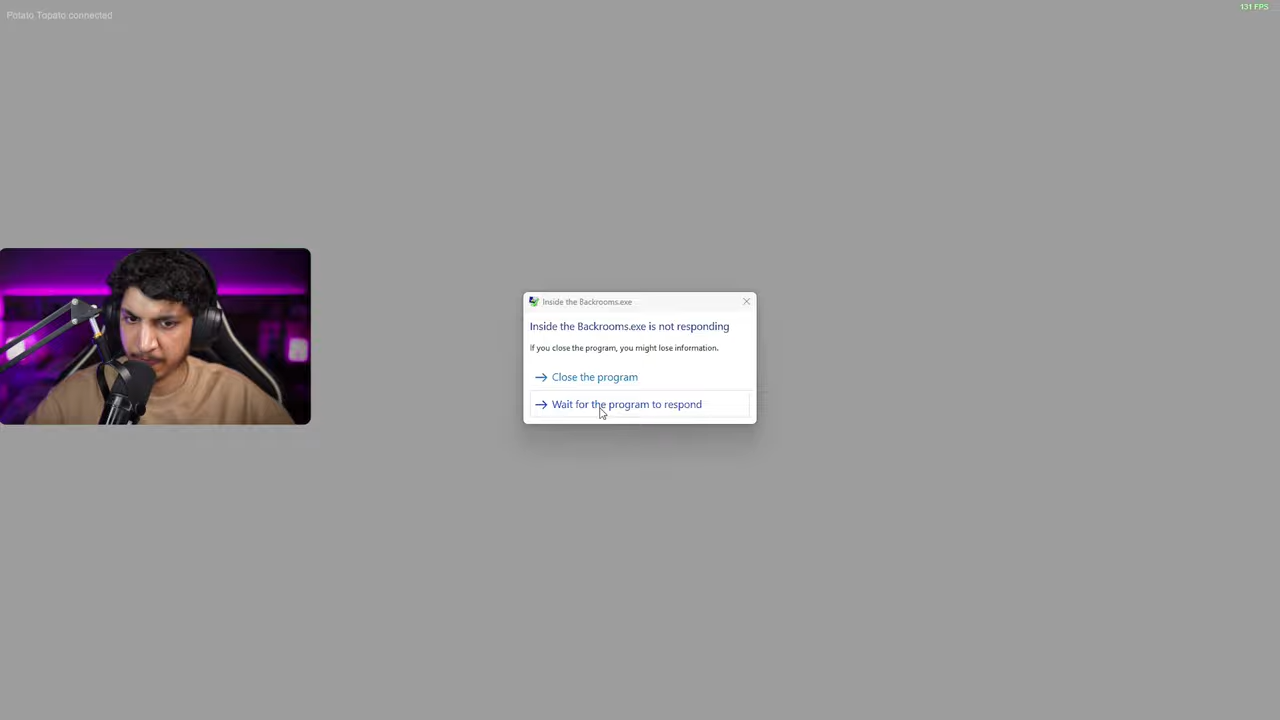 Potato Topato connected
131 FPS
Inside the Backrooms.exe
Inside the Backrooms.exe is not responding
If you close the program, you might lose information.
Close the program
Wait for the program to respond